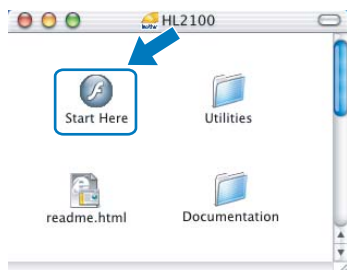 HL2100
Start Here
Utilities
readme.html
Documentation